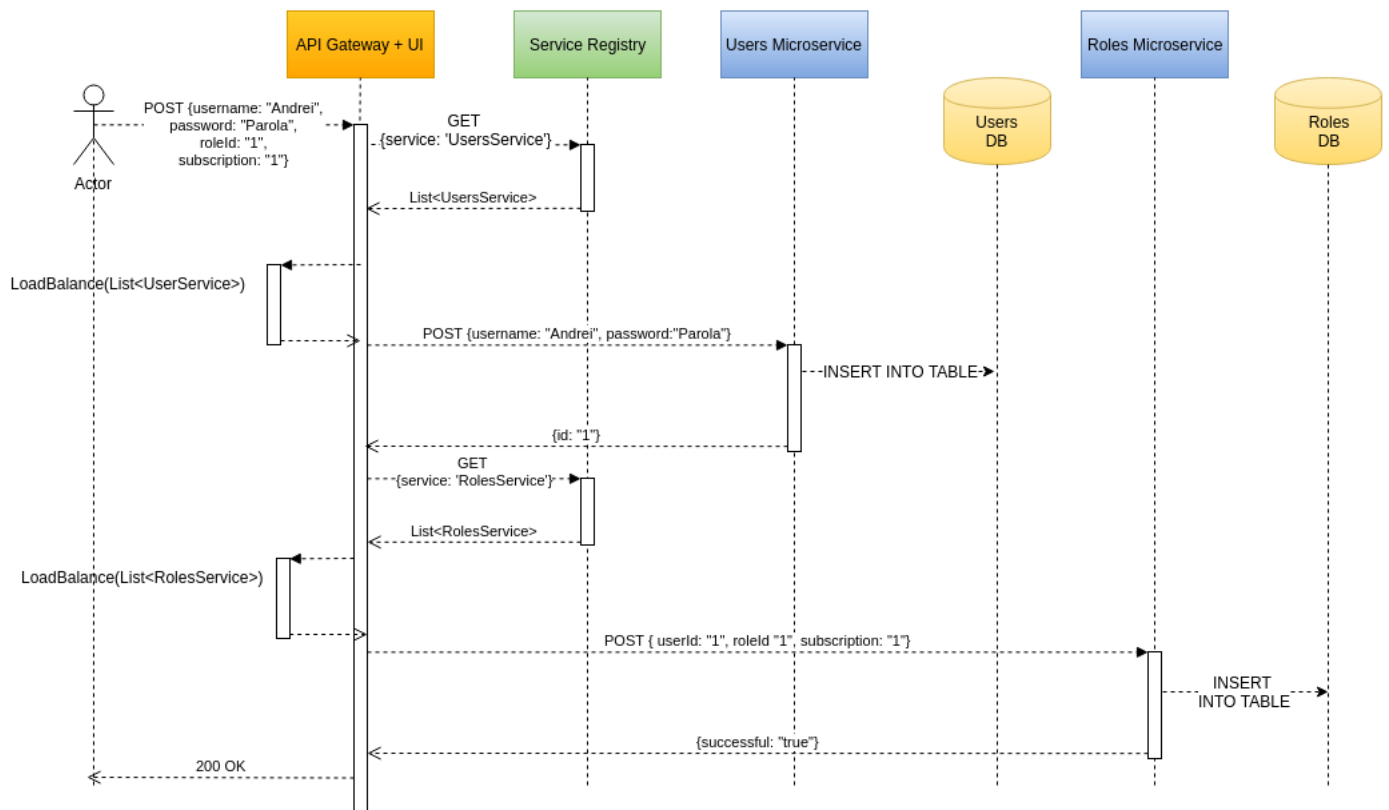 API Gateway + UI
Service Registry
Users Microservice
Roles Microservice
Users
DB
Roles
DB
Actor
POST {username: "Andrei",
password: "Parola",
roleId: "1",
subscription: "1"}
GET
{service: 'UsersService'}
List<UsersService>
LoadBalance(List<UserService>)
POST {username: "Andrei", password:"Parola"}
INSERT INTO TABLE
{id: "1"}
GET
{service: 'RolesService'}
List<RolesService>
LoadBalance(List<RolesService>)
POST { userId: "1", roleId "1", subscription: "1"}
INSERT
INTO TABLE
{successful: "true"}
200 OK